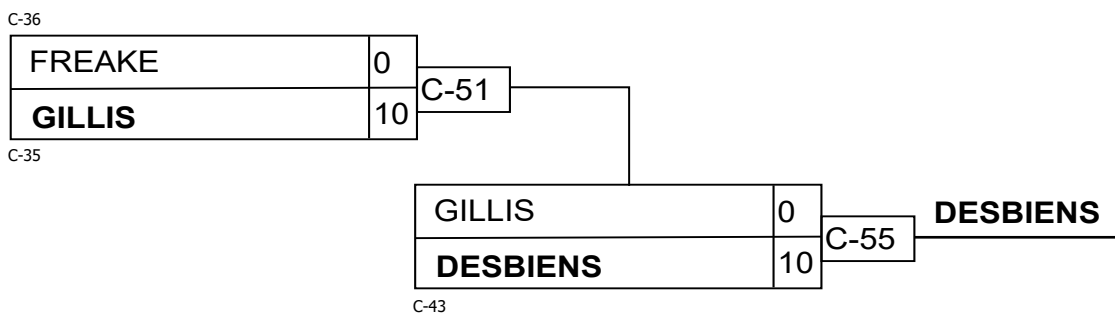 C-36
FREAKE 0
C-51
GILLIS 10
C-35
GILLIS 0
DESBIENS
C-55
DESBIENS 10
C-43